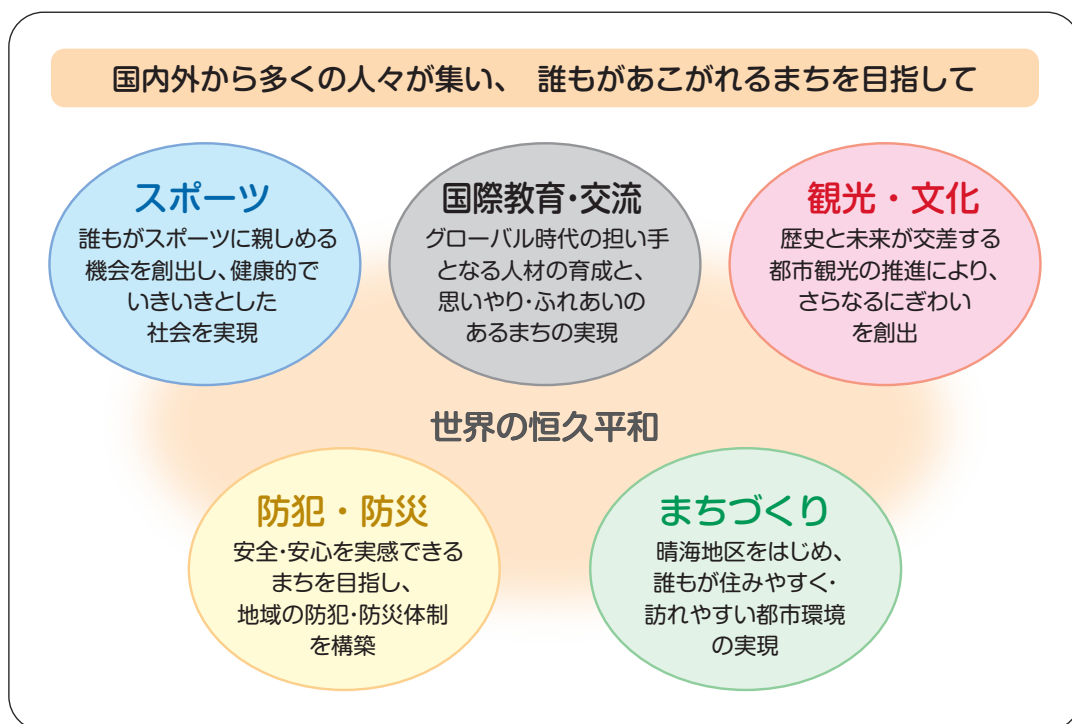 国内外から多くの人々が集い、 誰もがあこがれるまちを目指して
スポーツ
誰もがスポーツに親しめる
機会を創出し、健康的で
いきいきとした
社会を実現
国際教育・交流
グローバル時代の担い手
となる人材の育成と、
思いやり・ふれあいの
あるまちの実現
観光・文化
歴史と未来が交差する
都市観光の推進により、
さらなるにぎわい
を創出
世界の恒久平和
防犯・防災
安全・安心を実感できる
まちを目指し、
地域の防犯・防災体制
を構築
まちづくり
晴海地区をはじめ、
誰もが住みやすく・
訪れやすい都市環境
の実現